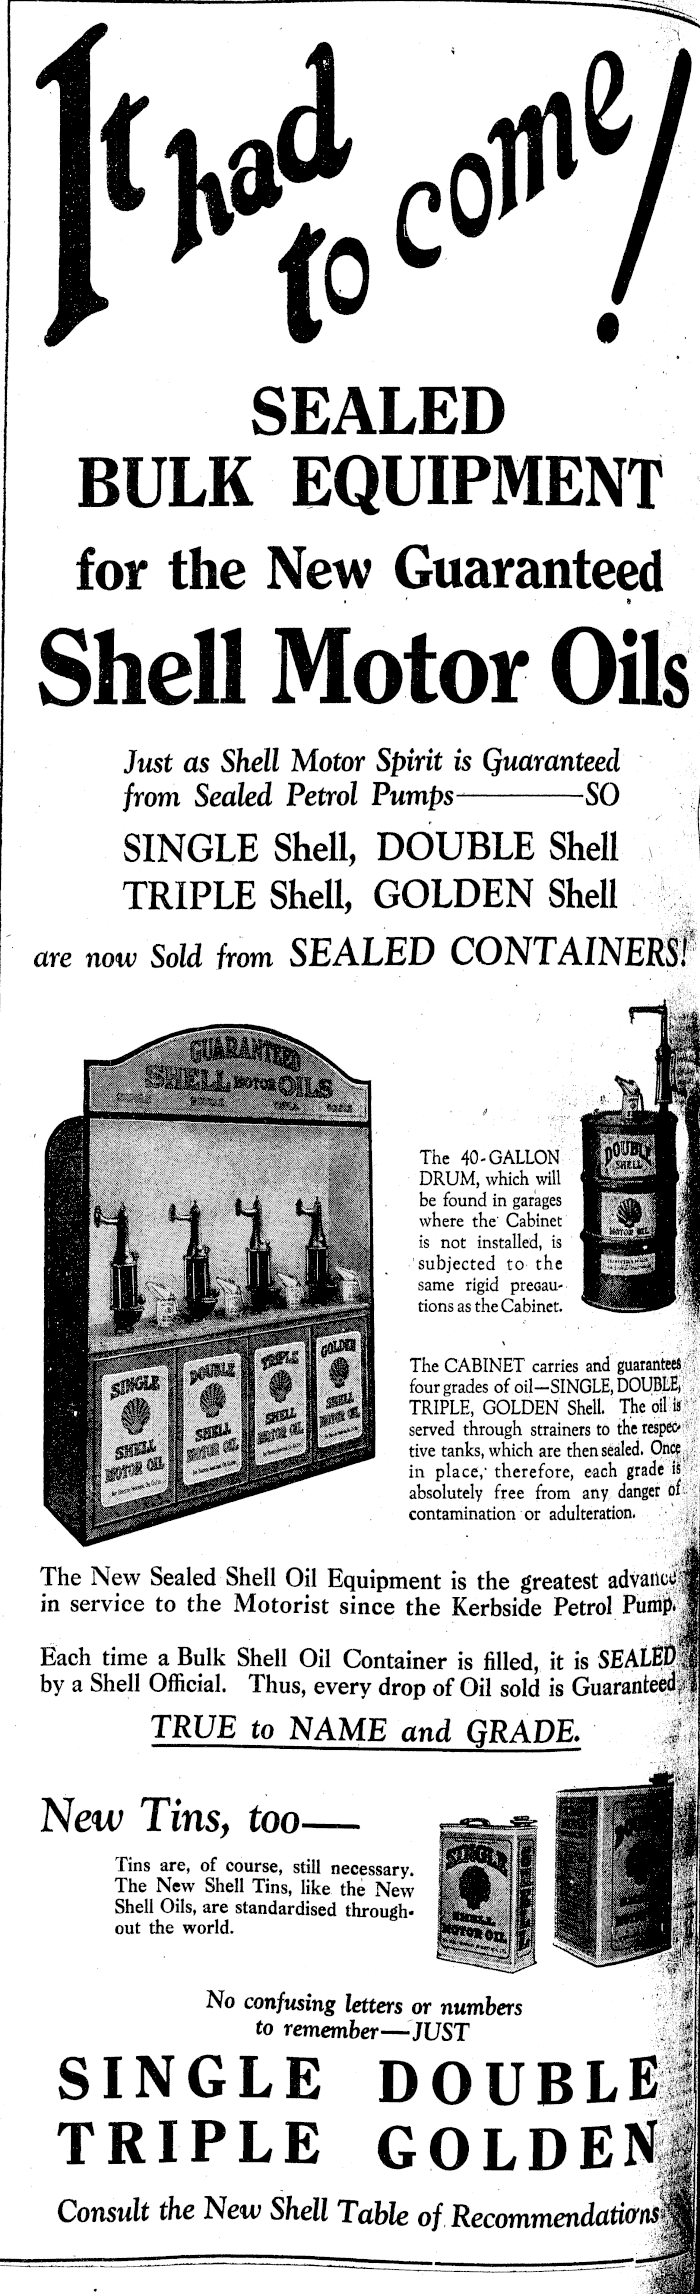 It had
to come!
SEALED
BULK EQUIPMENT
for the New Guaranteed
Shell Motor Oils
Just as Shell Motor Spirit is Guaranteed
from Sealed Petrol Pumps———SO
SINGLE Shell, DOUBLE Shell
TRIPLE Shell, GOLDEN Shell
are now Sold from SEALED CONTAINERS!
GUARANTEED
SHELL MOTOR OILS
SINGLE
SHELL
MOTOR OIL
DOUBLE
SHELL
MOTOR OIL
TRIPLE
SHELL
MOTOR OIL
GOLDEN
SHELL
MOTOR OIL
DOUBLE
SHELL
MOTOR OIL
The 40-GALLON
DRUM, which will
be found in garages
where the Cabinet
is not installed, is
subjected to the
same rigid precau-
tions as the Cabinet.
The CABINET carries and guarantees
four grades of oil—SINGLE, DOUBLE,
TRIPLE, GOLDEN Shell. The oil is
served through strainers to the respec-
tive tanks, which are then sealed. Once
in place, therefore, each grade is
absolutely free from any danger of
contamination or adulteration.
The New Sealed Shell Oil Equipment is the greatest advance
in service to the Motorist since the Kerbside Petrol Pump.
Each time a Bulk Shell Oil Container is filled, it is SEALED
by a Shell Official. Thus, every drop of Oil sold is Guaranteed
TRUE to NAME and GRADE.
New Tins, too—
Tins are, of course, still necessary.
The New Shell Tins, like the New
Shell Oils, are standardised through-
out the world.
SINGLE
SHELL
MOTOR OIL
No confusing letters or numbers
to remember—JUST
SINGLE DOUBLE
TRIPLE GOLDEN
Consult the New Shell Table of Recommendations